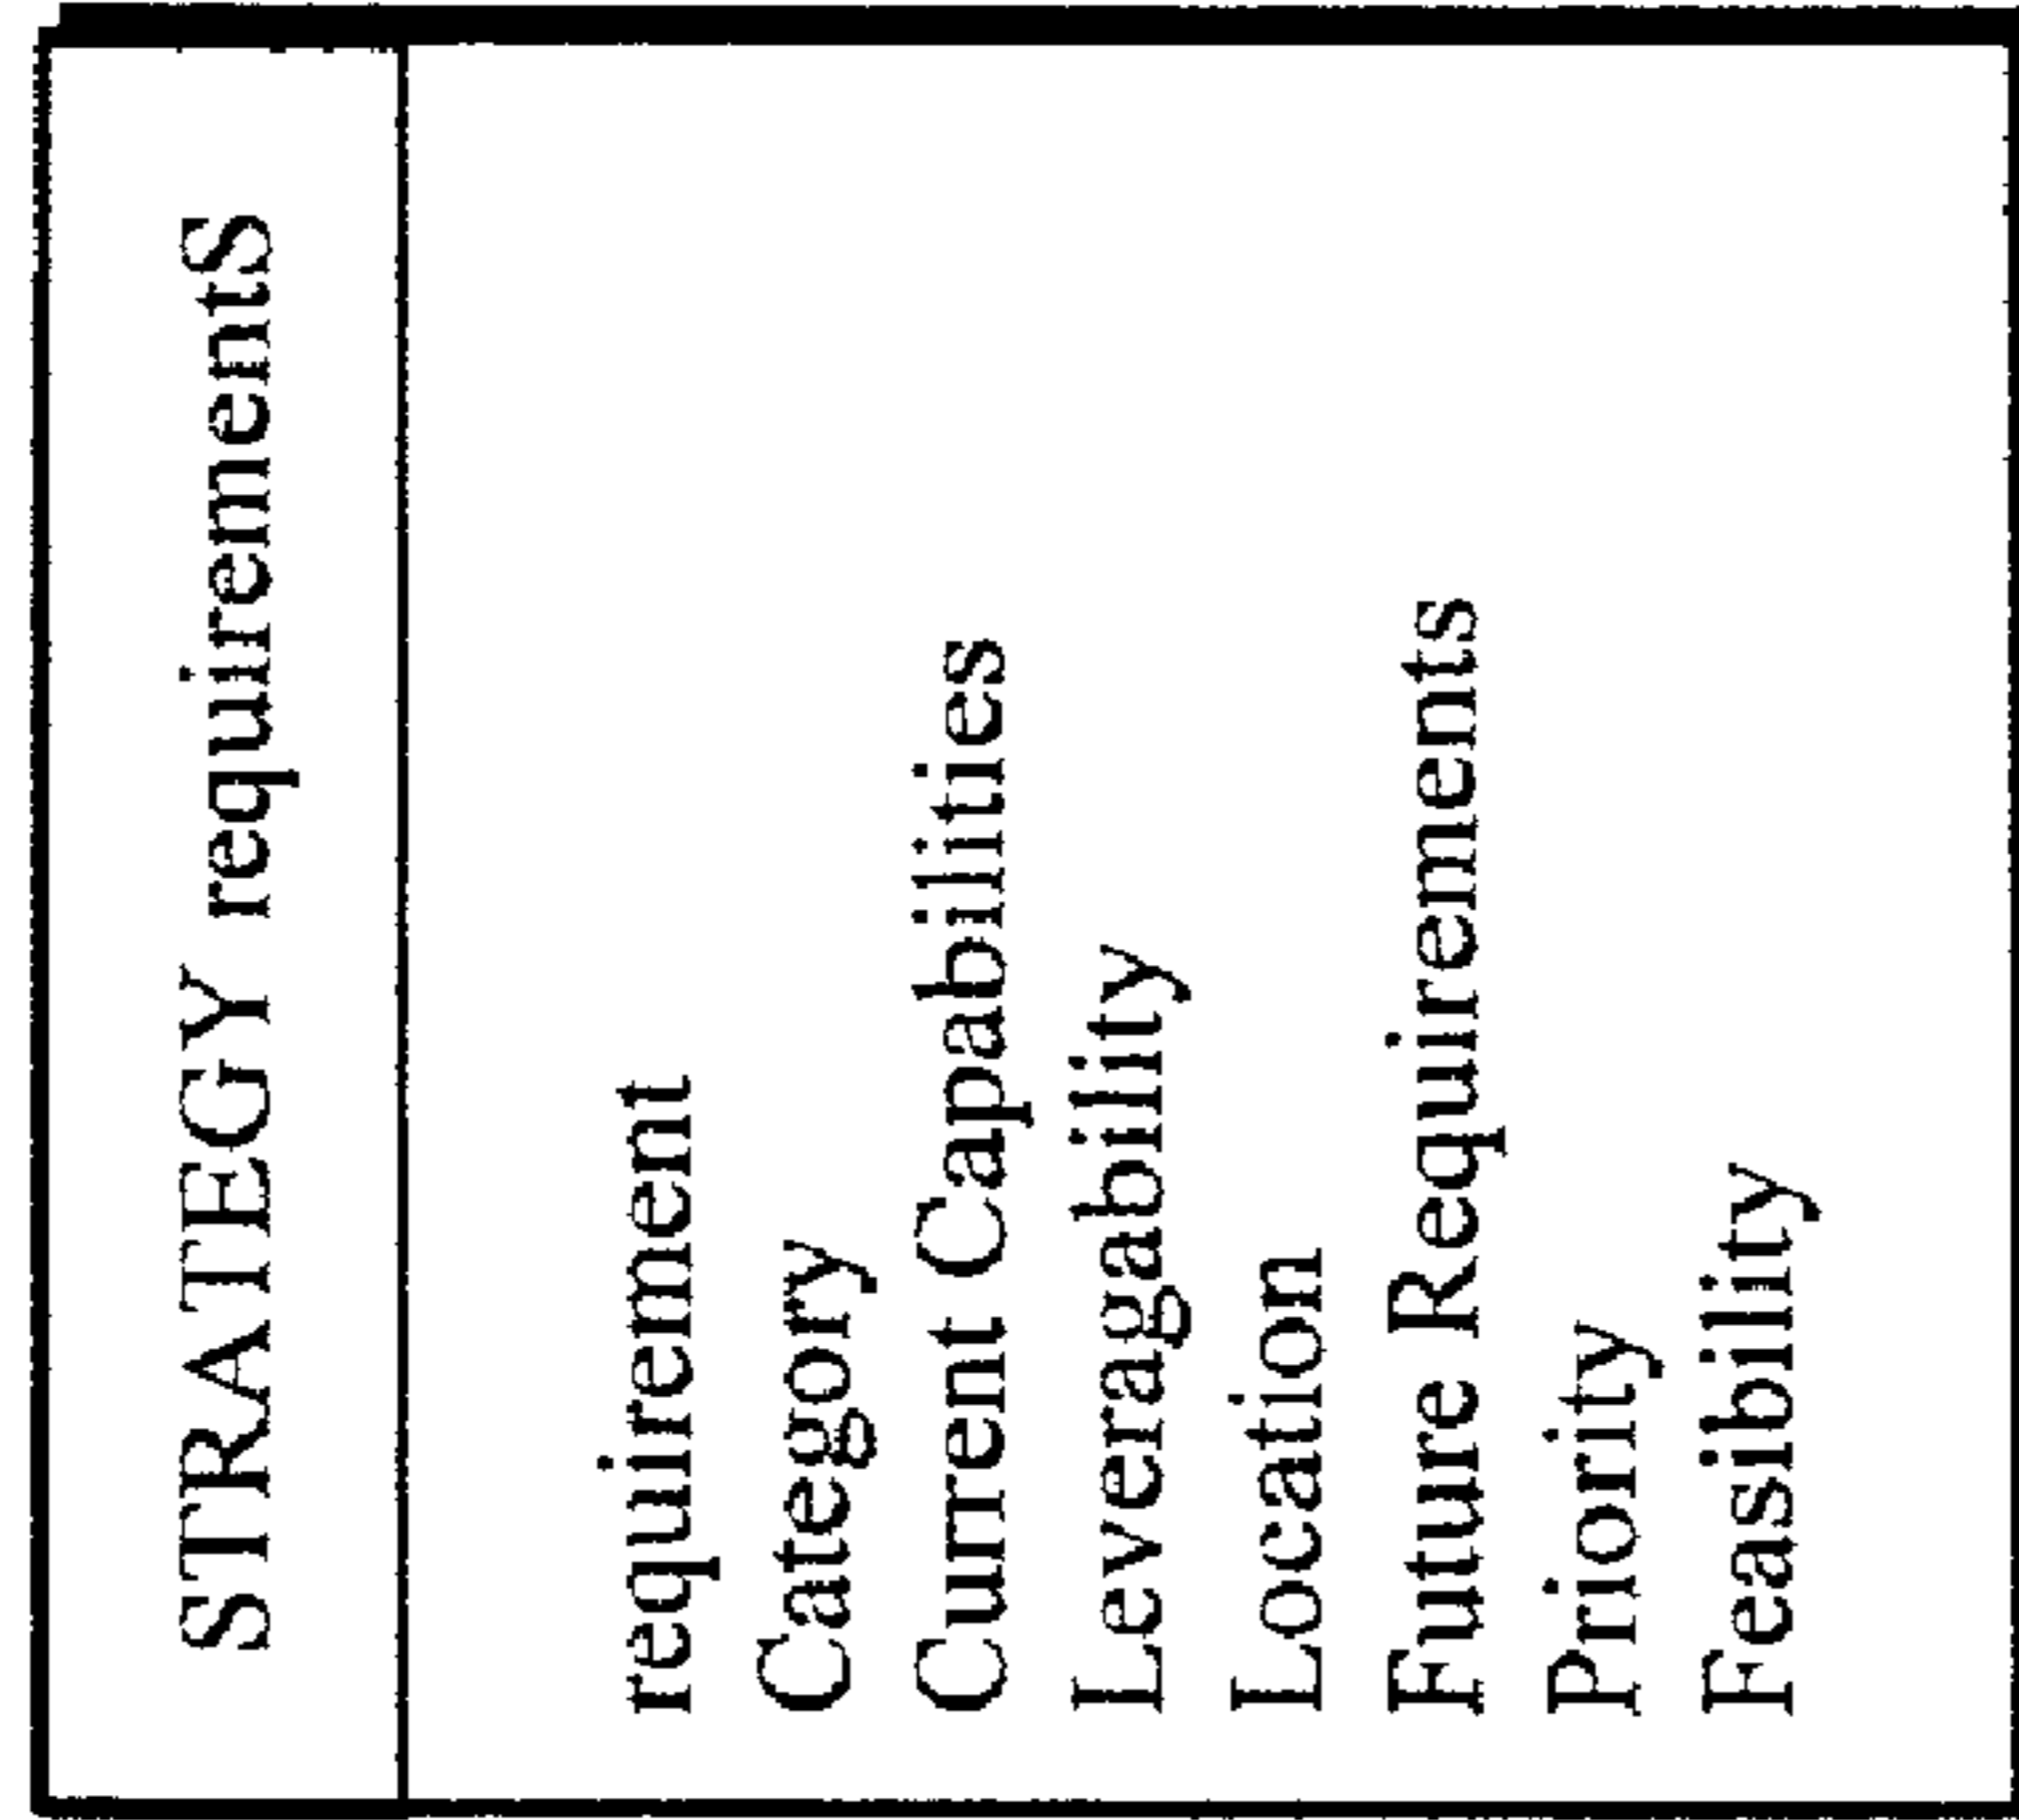 STRATEGY requirementS
requirement
Category
Current Capabilities
Leveragability
Location
Future Requirements
Priority
Feasibility